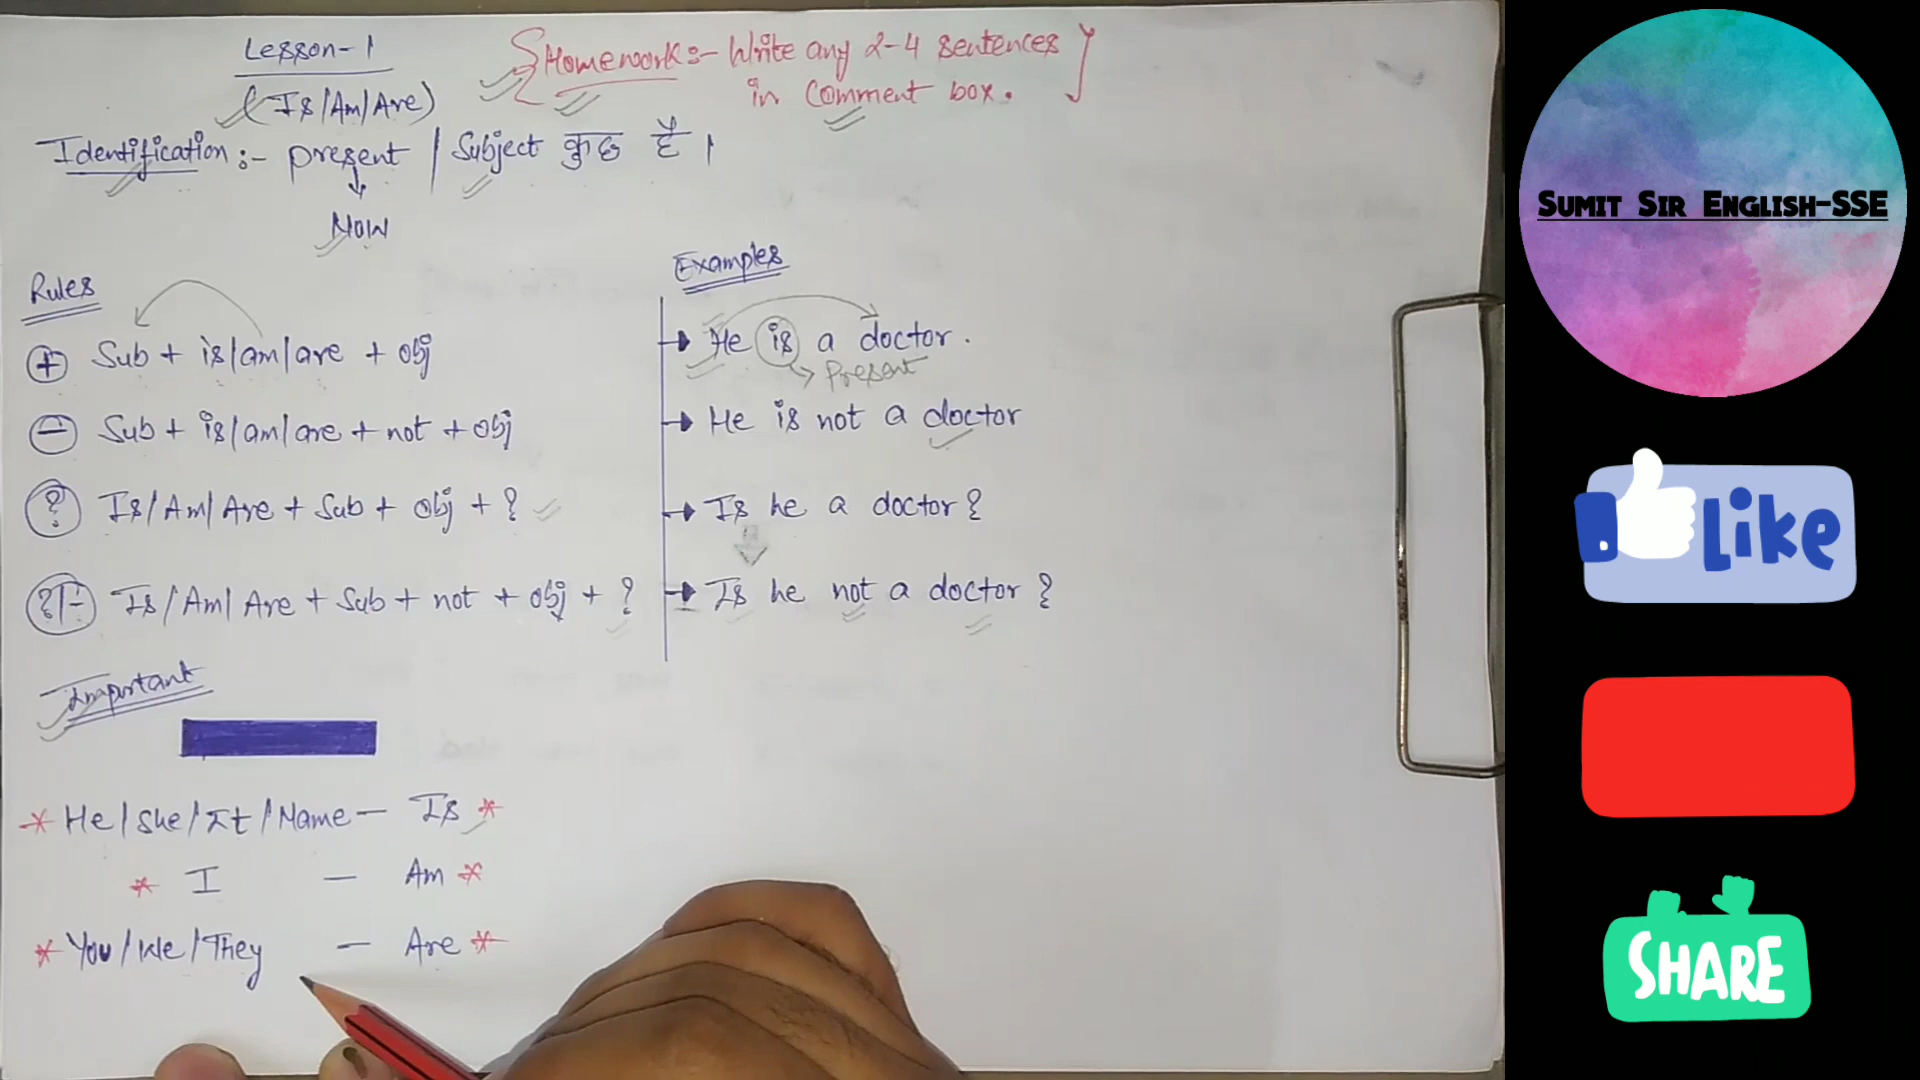 Lesson-1
(Is/Am/Are)
{Homework:- Write any 2-4 sentences
in Comment box.}
Identification:- present / Subject कुछ है।
↓
Now
Rules
+ Sub + is/am/are + obj
- Sub + is/am/are + not + obj
? Is/Am/Are + Sub + obj + ?
?/- Is/Am/Are + Sub + not + obj + ?
Examples
→ He is a doctor.
→ Present
→ He is not a doctor
→ Is he a doctor?
→ Is he not a doctor?
Important
* He/She/It/Name — Is *
* I — Am *
* You/We/They — Are *
SUMIT SIR ENGLISH-SSE
Like
SHARE